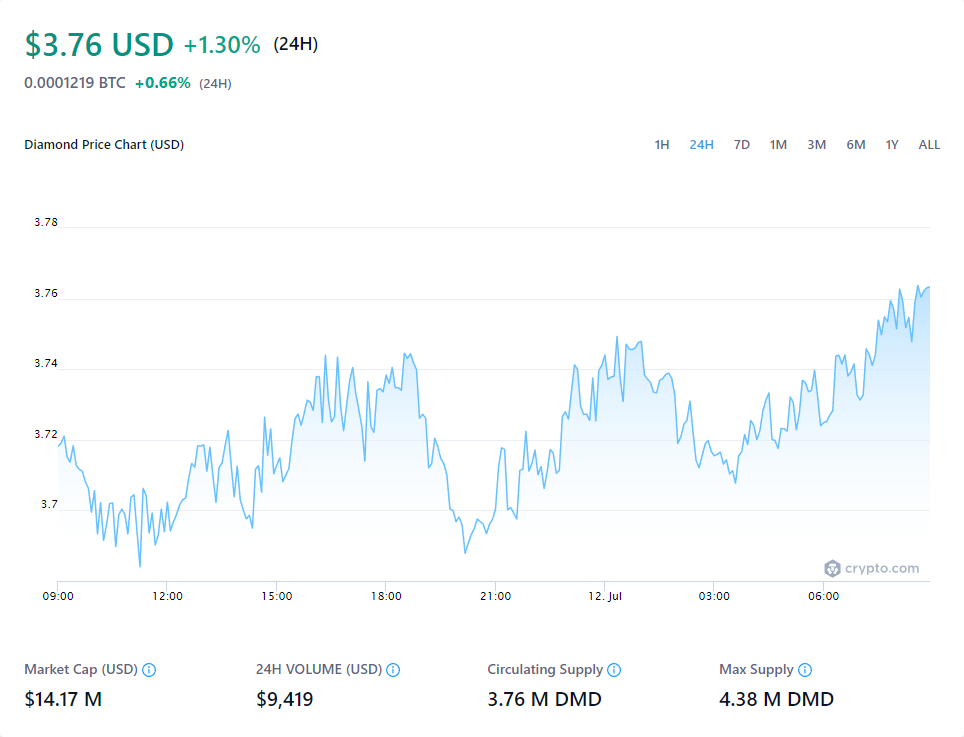 $3.76 USD +1.30% (24H)
0.0001219 BTC +0.66% (24H)
Diamond Price Chart (USD) 1H 24H 7D 1M 3M 6M 1Y ALL
3.78
3.76
3.74
3.72
3.7
crypto.com
09:00 12:00 15:00 18:00 21:00 12. Jul 03:00 06:00
Market Cap (USD) 24H VOLUME (USD) Circulating Supply Max Supply
$14.17 M $9,419 3.76 M DMD 4.38 M DMD